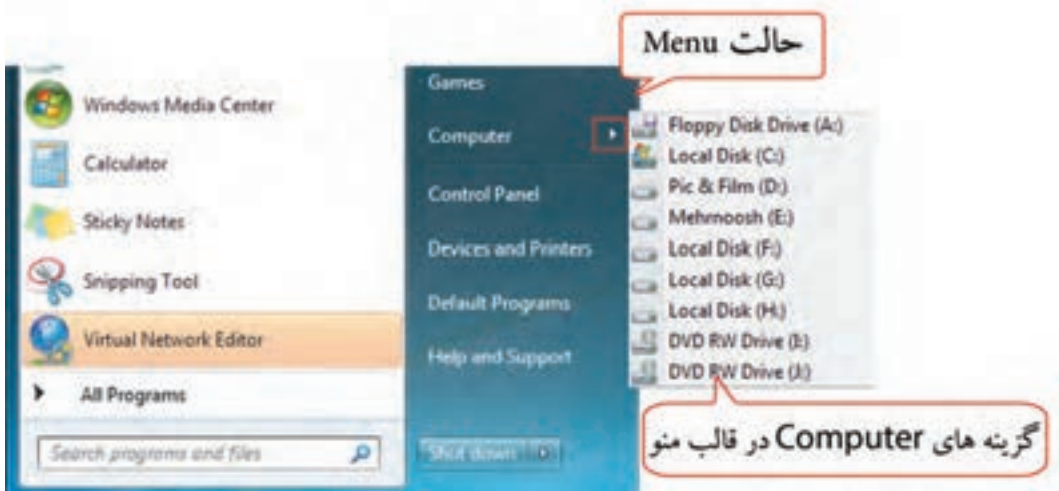 حالت Menu
Windows Media Center
Calculator
Sticky Notes
Snipping Tool
Virtual Network Editor
All Programs
Search programs and files
Games
Computer
Control Panel
Devices and Printers
Default Programs
Help and Support
Shut down
Floppy Disk Drive (A:)
Local Disk (C:)
Pic & Film (D:)
Mehrnoosh (E:)
Local Disk (F:)
Local Disk (G:)
Local Disk (H:)
DVD RW Drive (I:)
DVD RW Drive (J:)
گزینه های Computer در قالب منو